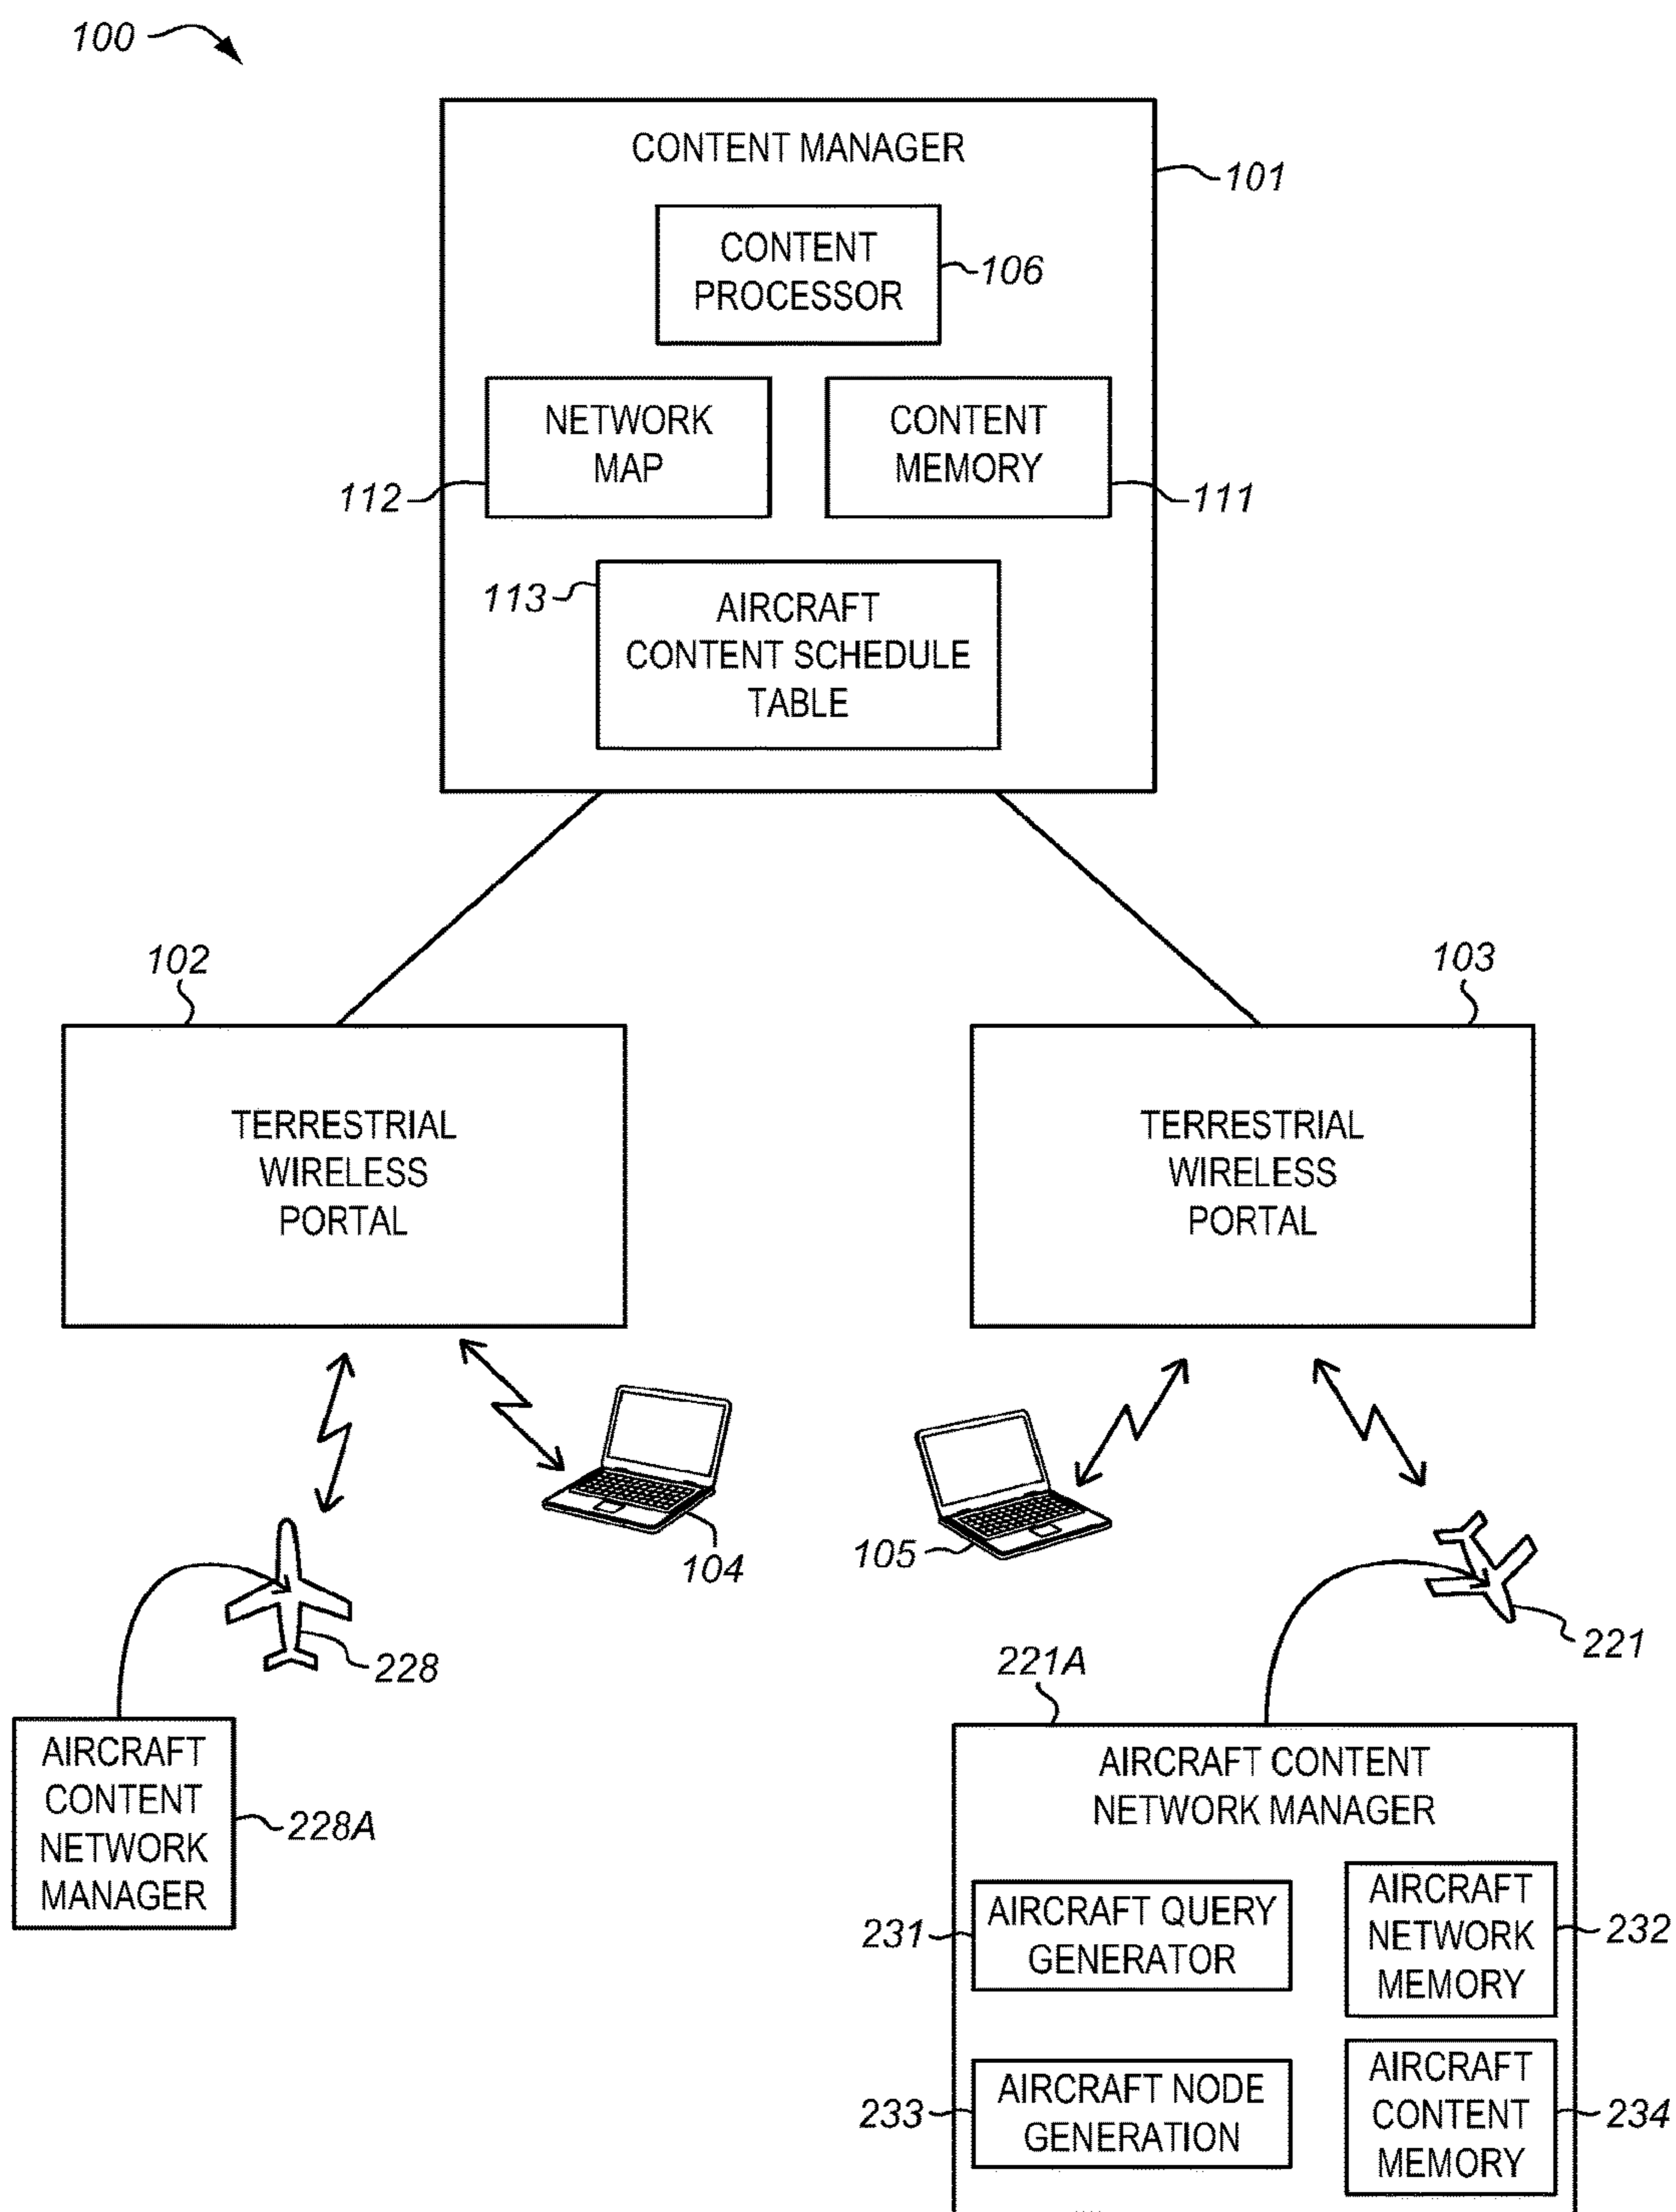 100
CONTENT MANAGER
101
CONTENT
PROCESSOR
106
NETWORK
MAP
112
CONTENT
MEMORY
111
113
AIRCRAFT
CONTENT SCHEDULE
TABLE
102
103
TERRESTRIAL
WIRELESS
PORTAL
TERRESTRIAL
WIRELESS
PORTAL
104
105
228
221
221A
AIRCRAFT
CONTENT
NETWORK
MANAGER
228A
AIRCRAFT CONTENT
NETWORK MANAGER
231
AIRCRAFT QUERY
GENERATOR
AIRCRAFT
NETWORK
MEMORY
232
233
AIRCRAFT NODE
GENERATION
AIRCRAFT
CONTENT
MEMORY
234